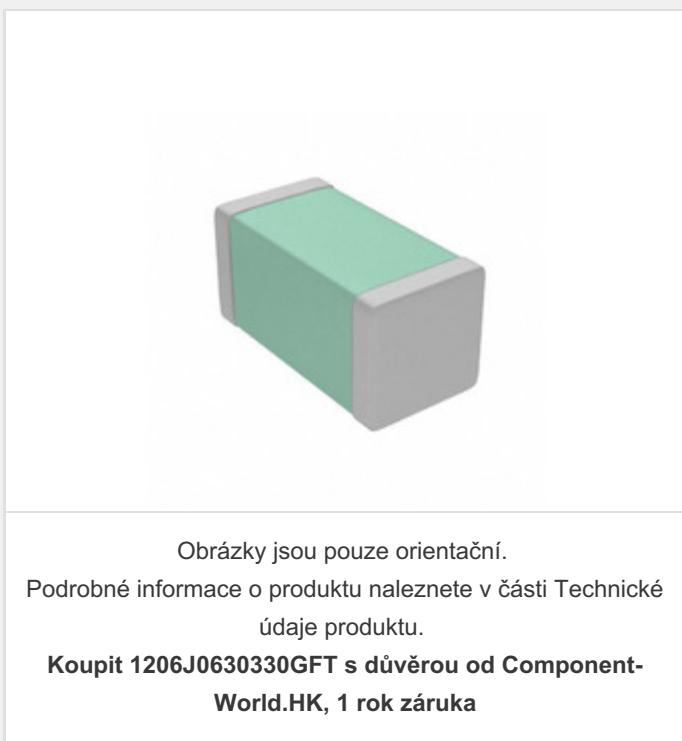 Obrázky jsou pouze orientační.
Podrobné informace o produktu naleznete v části Technické
údaje produktu.
Koupit 1206J0630330GFT s důvěrou od Component-
World.HK, 1 rok záruka